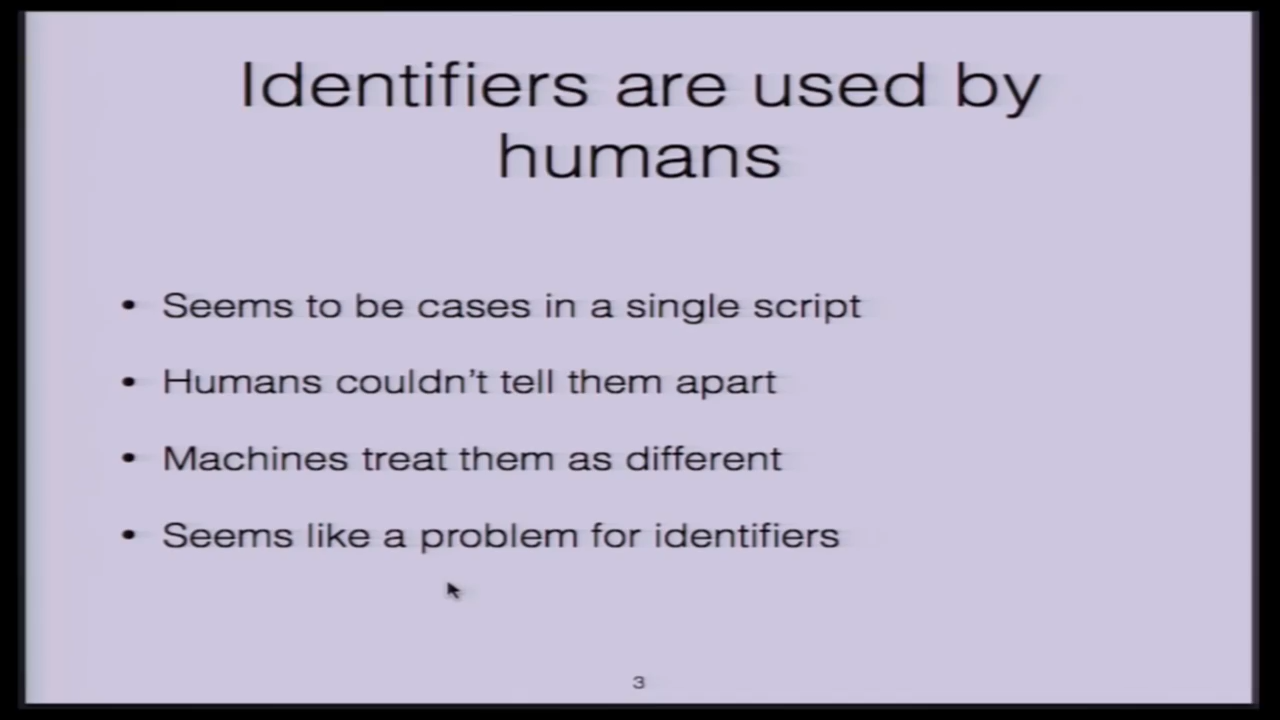 Identifiers are used by
humans
• Seems to be cases in a single script
• Humans couldn't tell them apart
• Machines treat them as different
• Seems like a problem for identifiers
3